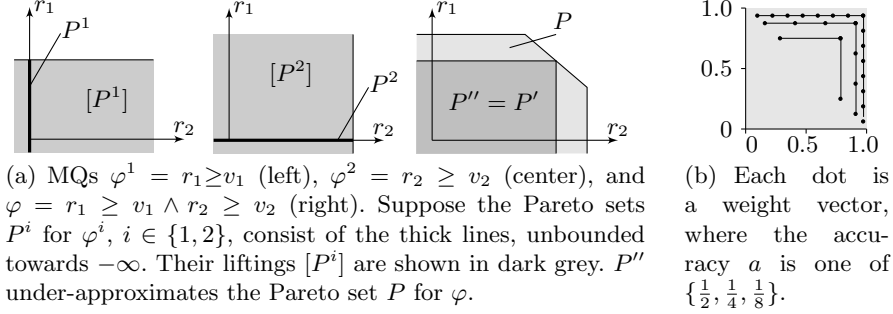 r₁
P¹
[P¹]
r₂
r₁
[P²]
P²
r₂
r₁
P
P″ = P′
r₂
1.0
0.5
0
0
0.5
1.0
(a) MQs φ¹ = r₁≥v₁ (left), φ² = r₂ ≥ v₂ (center), and
φ = r₁ ≥ v₁ ∧ r₂ ≥ v₂ (right). Suppose the Pareto sets
Pⁱ for φⁱ, i ∈ {1, 2}, consist of the thick lines, unbounded
towards −∞. Their liftings [Pⁱ] are shown in dark grey. P″
under-approximates the Pareto set P for φ.
(b) Each dot is
a weight vector,
where the accu-
racy a is one of
{1/2, 1/4, 1/8}.